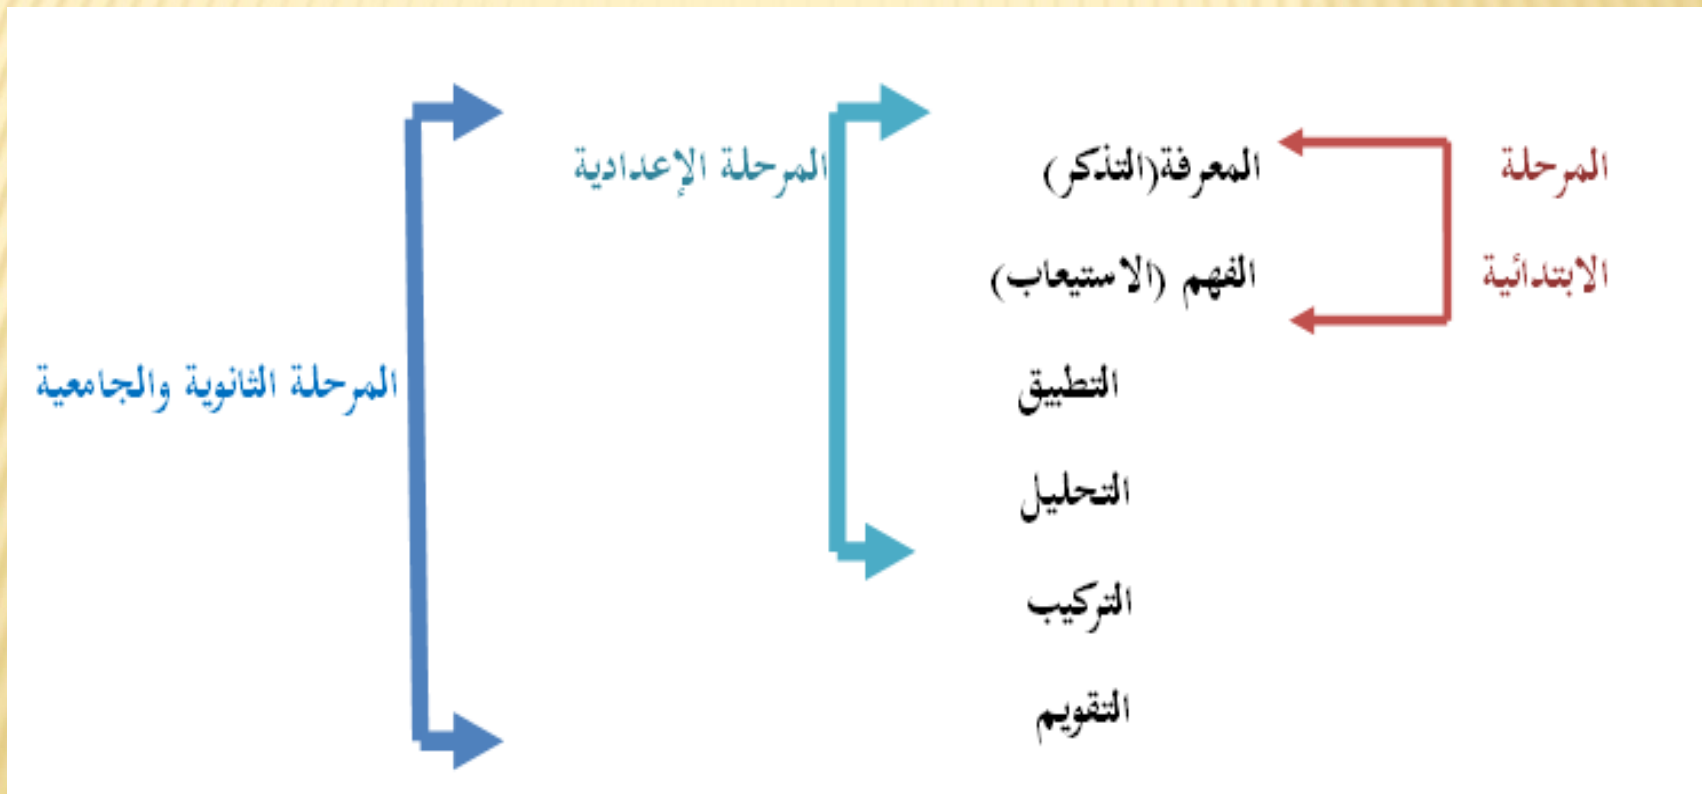 المرحلة
الابتدائية
المعرفة(التذكر)
الفهم (الاستيعاب)
التطبيق
التحليل
التركيب
التقويم
المرحلة الإعدادية
المرحلة الثانوية والجامعية